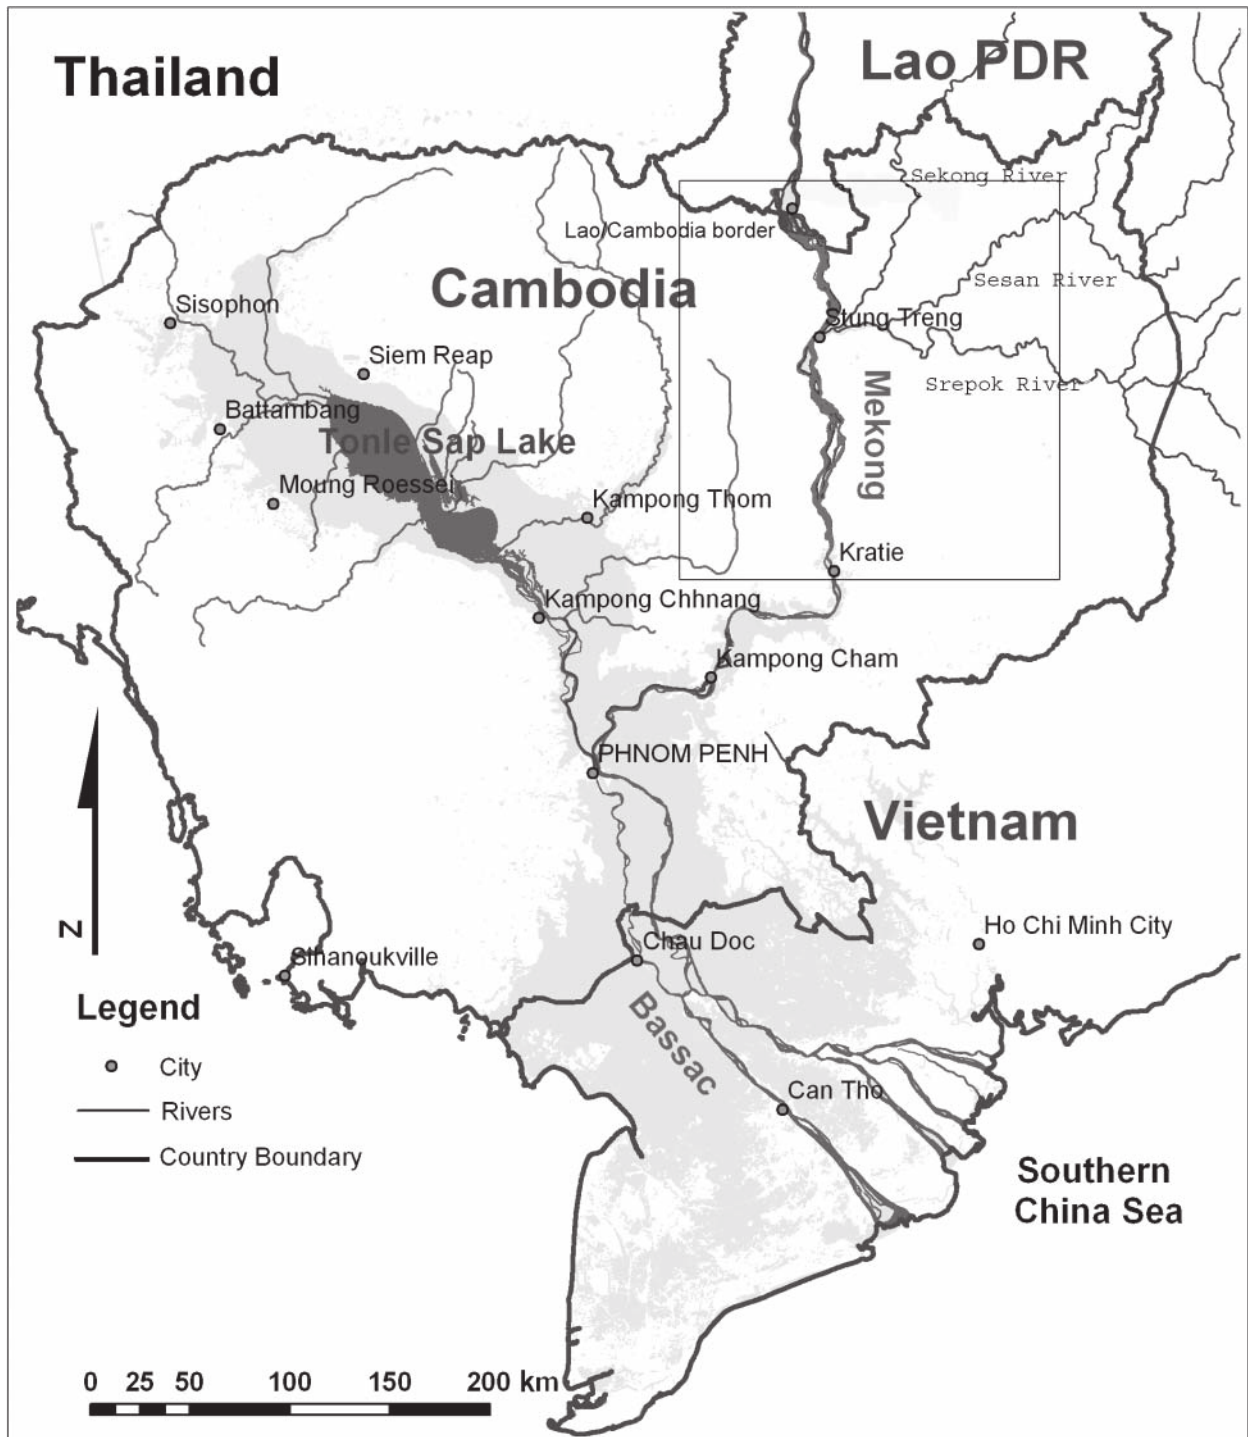 Thailand
Lao PDR
Sekong River
Lao/Cambodia border
Sesan River
Cambodia
Sisophon
Stung Treng
Siem Reap
Srepok River
Mekong
Battambang
Tonle Sap Lake
Moung Roessei
Kampong Thom
Kratie
Kampong Chhnang
Kampong Cham
PHNOM PENH
Vietnam
N
Ho Chi Minh City
Chau Doc
Sihanoukville
Bassac
Legend
City
Rivers
Country Boundary
Can Tho
Southern
China Sea
0 25 50 100 150 200 km